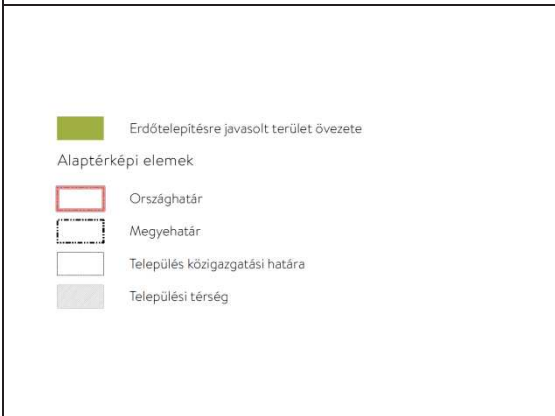 Erdőtelepítésre javasolt terület övezete
Alaptérképi elemek
Országhatár
Megyehatár
Település közigazgatási határa
Települési térség